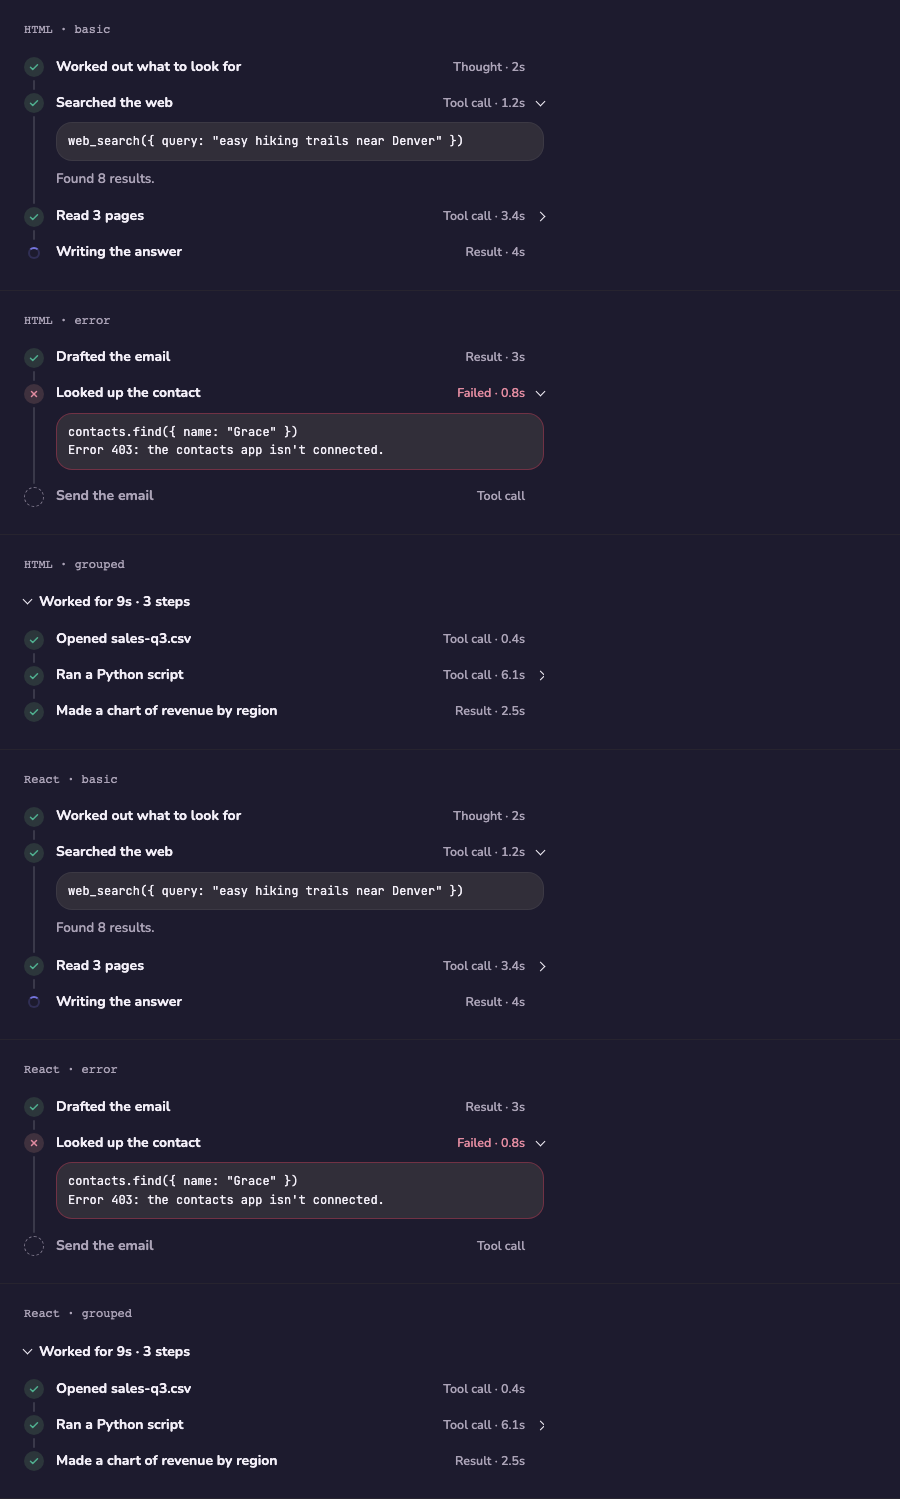 HTML • basic
Worked out what to look for Thought · 2s
Searched the web Tool call · 1.2s
web_search({ query: "easy hiking trails near Denver" })
Found 8 results.
Read 3 pages Tool call · 3.4s
Writing the answer Result · 4s
HTML • error
Drafted the email Result · 3s
Looked up the contact Failed · 0.8s
contacts.find({ name: "Grace" })
Error 403: the contacts app isn't connected.
Send the email Tool call
HTML • grouped
Worked for 9s · 3 steps
Opened sales-q3.csv Tool call · 0.4s
Ran a Python script Tool call · 6.1s
Made a chart of revenue by region Result · 2.5s
React • basic
Worked out what to look for Thought · 2s
Searched the web Tool call · 1.2s
web_search({ query: "easy hiking trails near Denver" })
Found 8 results.
Read 3 pages Tool call · 3.4s
Writing the answer Result · 4s
React • error
Drafted the email Result · 3s
Looked up the contact Failed · 0.8s
contacts.find({ name: "Grace" })
Error 403: the contacts app isn't connected.
Send the email Tool call
React • grouped
Worked for 9s · 3 steps
Opened sales-q3.csv Tool call · 0.4s
Ran a Python script Tool call · 6.1s
Made a chart of revenue by region Result · 2.5s